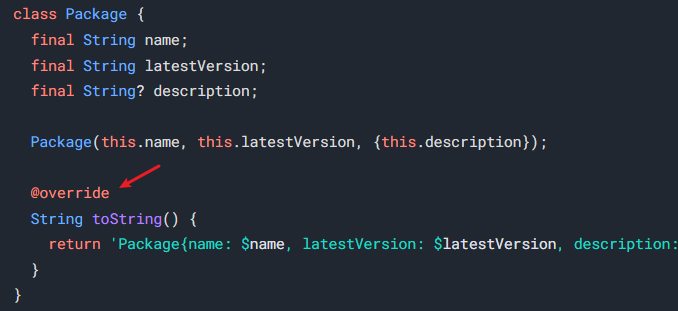 class Package {
  final String name;
  final String latestVersion;
  final String? description;

  Package(this.name, this.latestVersion, {this.description});

  @override
  String toString() {
    return 'Package{name: $name, latestVersion: $latestVersion, description:
  }
}